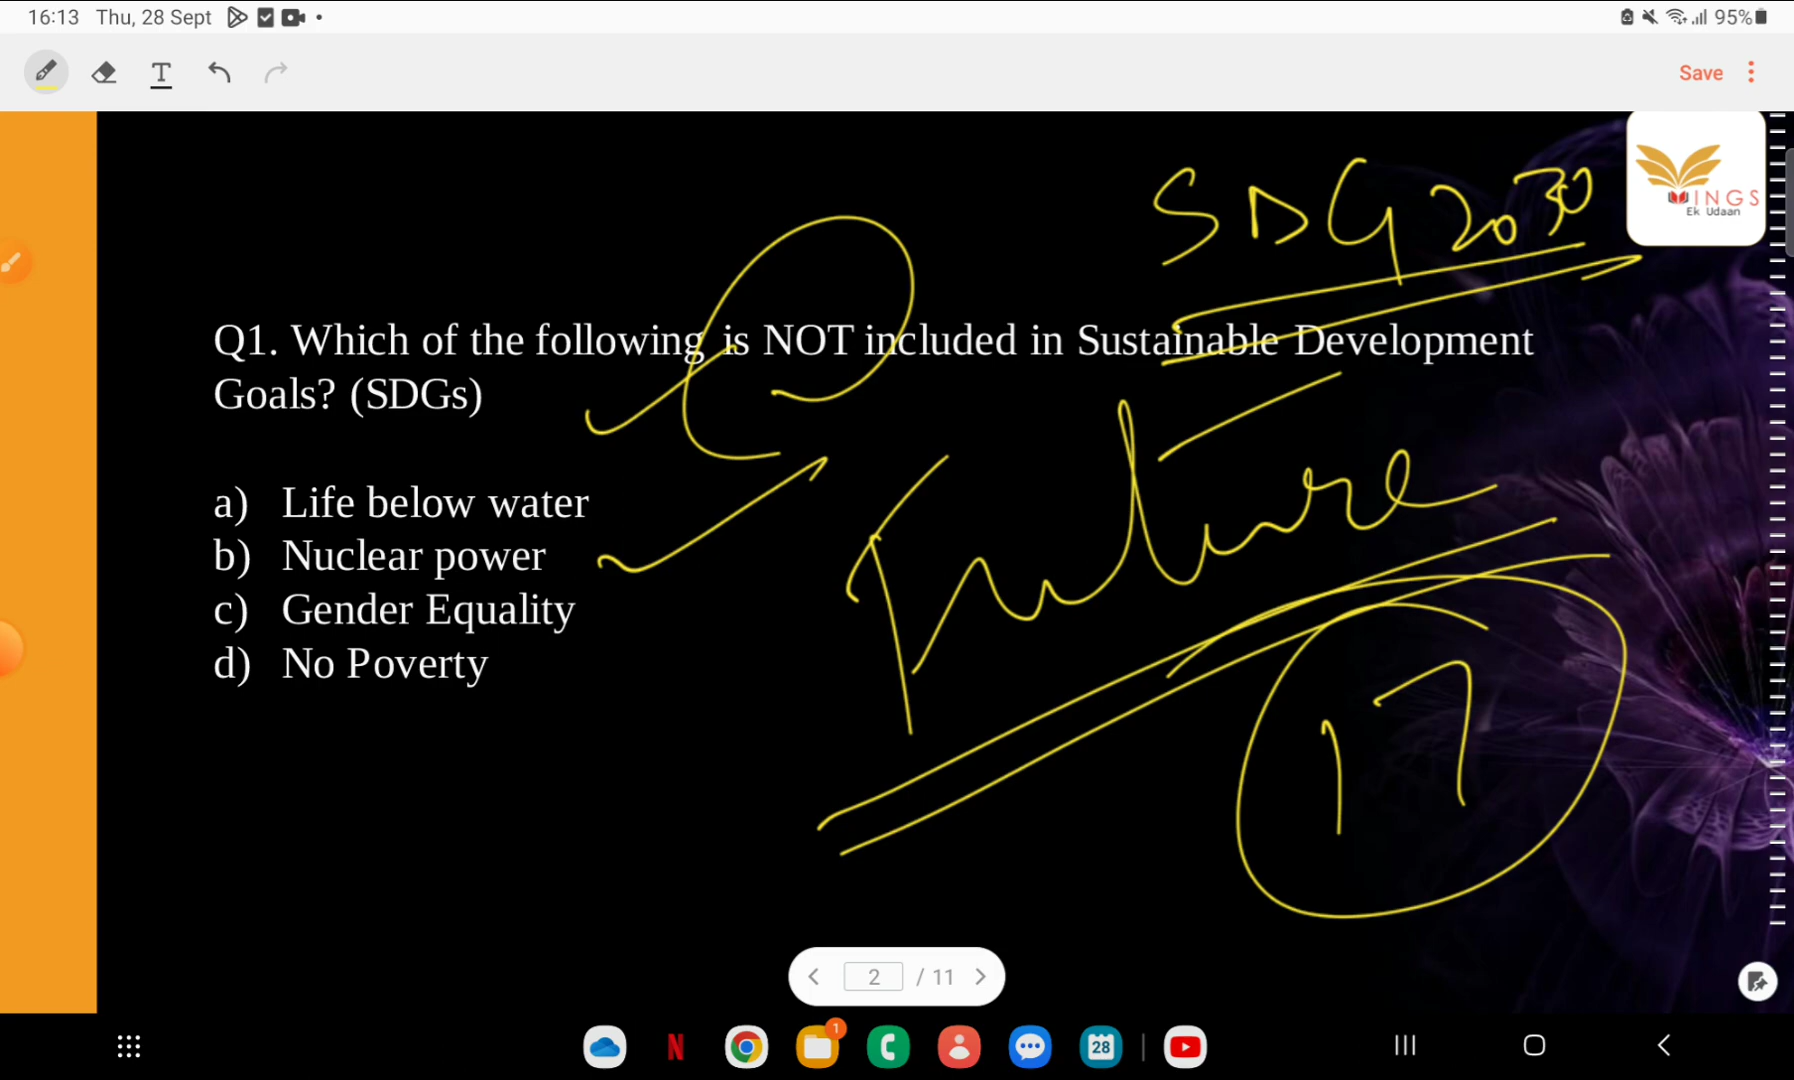 16:13 Thu, 28 Sept
95%
T
Save
WINGS
Ek Udaan
SDG 2030
Q1. Which of the following is NOT included in Sustainable Development
Goals? (SDGs)
Future
a) Life below water
b) Nuclear power
c) Gender Equality
d) No Poverty
17
2 / 11
1
N
28